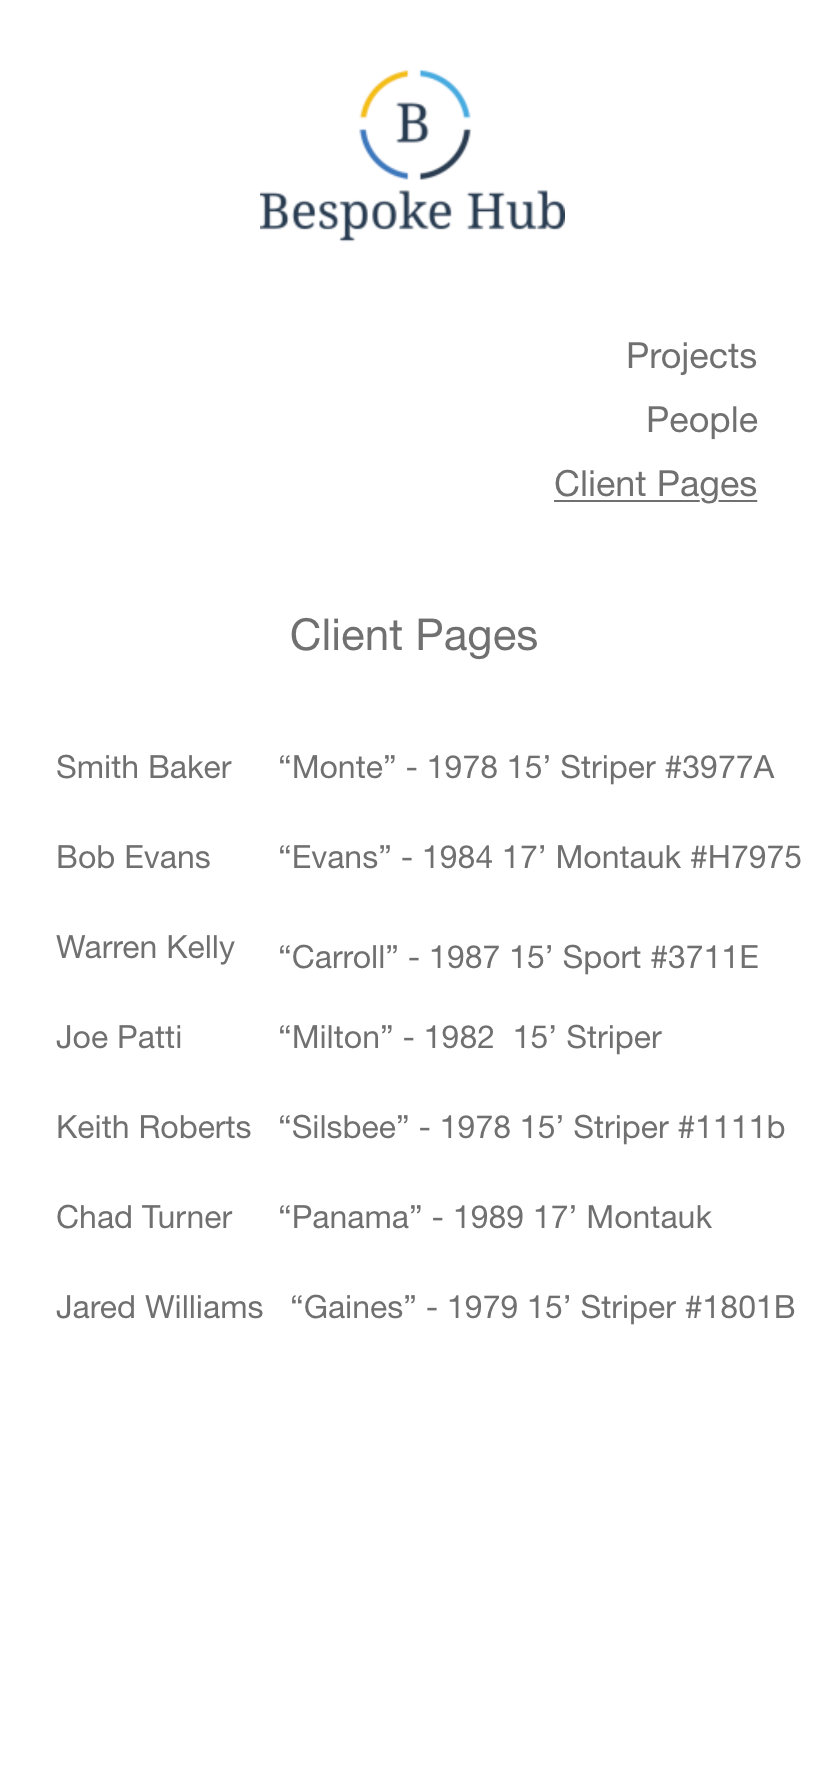 B
Bespoke Hub
Projects
People
Client Pages
Client Pages
Smith Baker “Monte” - 1978 15’ Striper #3977A
Bob Evans “Evans” - 1984 17’ Montauk #H7975
Warren Kelly “Carroll” - 1987 15’ Sport #3711E
Joe Patti “Milton” - 1982  15’ Striper
Keith Roberts “Silsbee” - 1978 15’ Striper #1111b
Chad Turner “Panama” - 1989 17’ Montauk
Jared Williams “Gaines” - 1979 15’ Striper #1801B